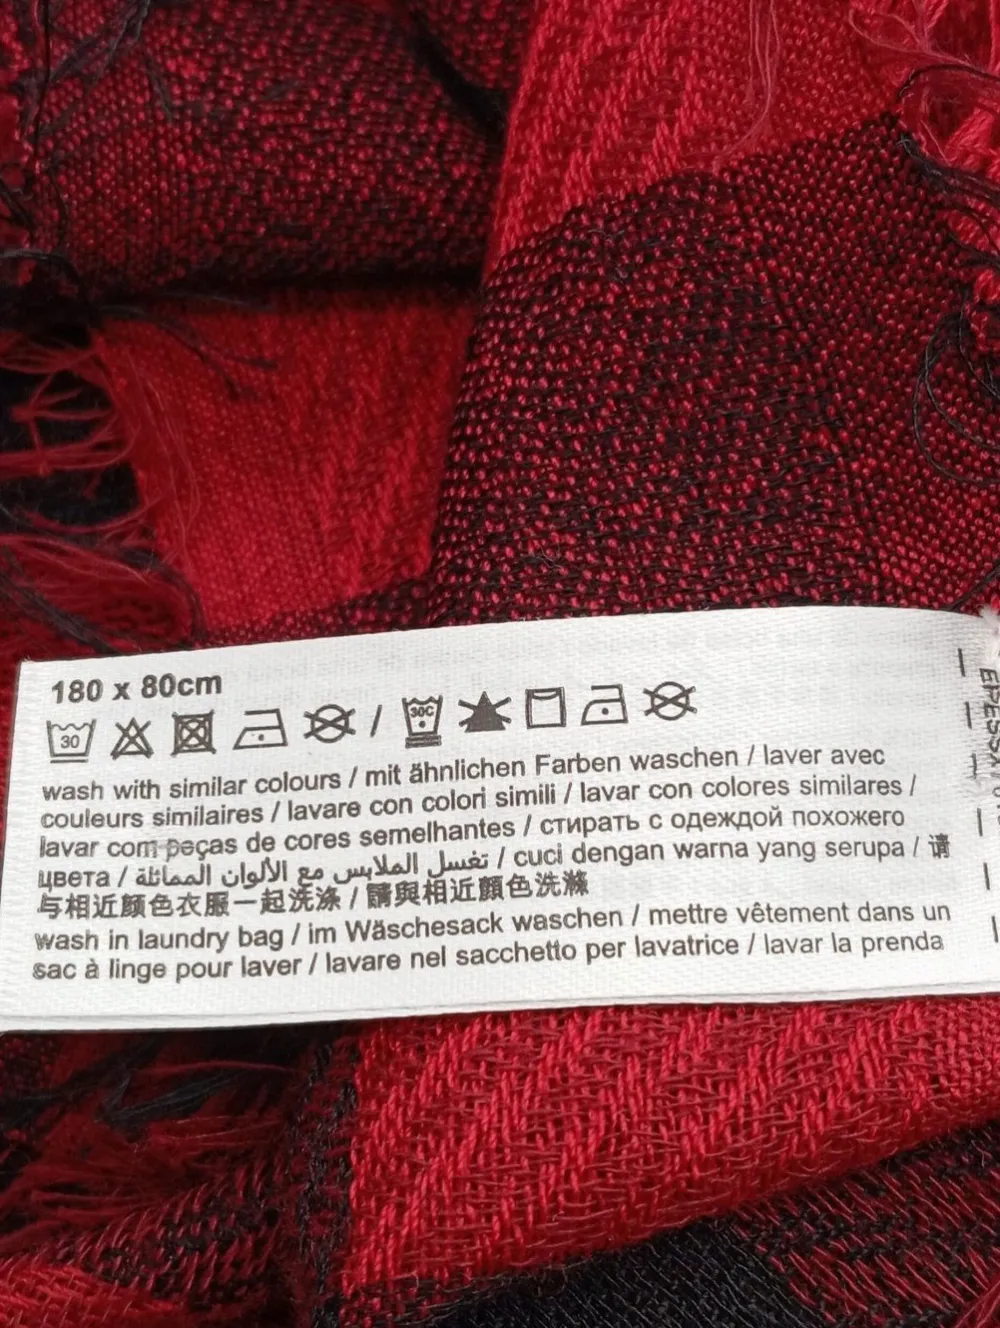 180 x 80cm
30 / 30C
wash with similar colours / mit ähnlichen Farben waschen / laver avec
couleurs similaires / lavare con colori simili / lavar con colores similares /
lavar com peças de cores semelhantes / стирать с одеждой похожего
цвета / تغسل الملابس مع الألوان المماثلة / cuci dengan warna yang serupa / 请
与相近颜色衣服一起洗涤 / 請與相近顏色洗滌
wash in laundry bag / im Wäschesack waschen / mettre vêtement dans un
sac à linge pour laver / lavare nel sacchetto per lavatrice / lavar la prenda